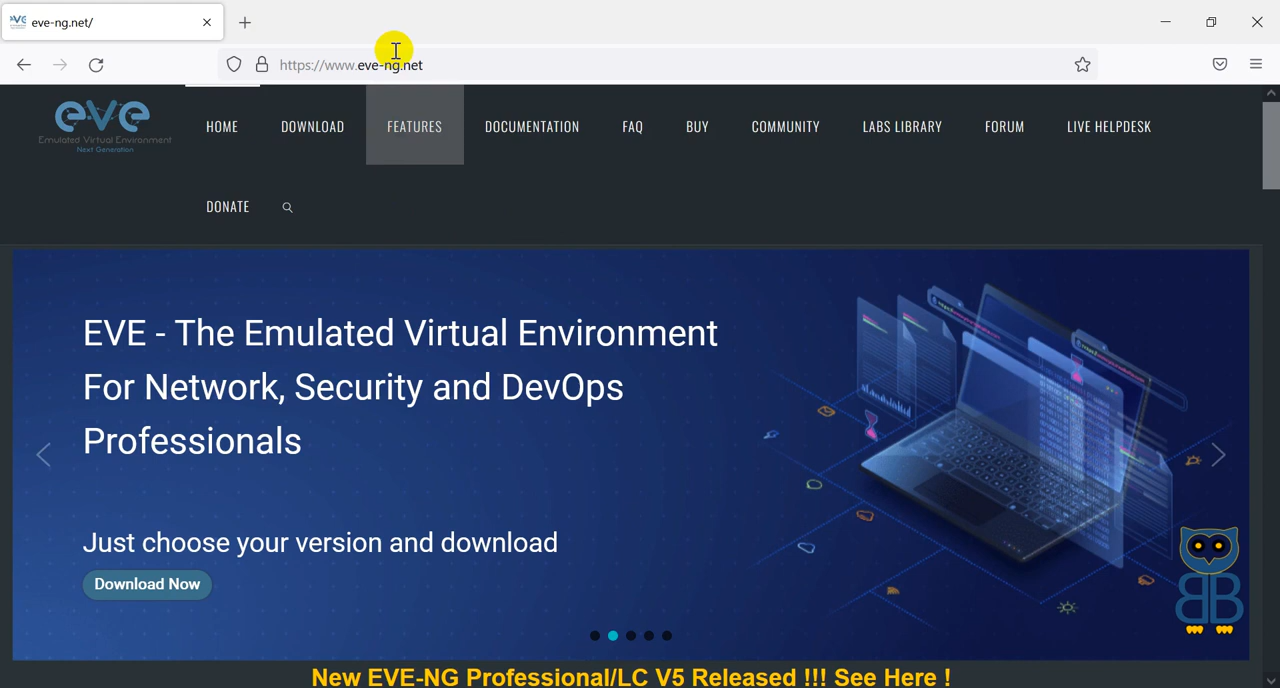 eve-ng.net/
https://www.eve-ng.net
eve
Emulated Virtual Environment
Next Generation
HOME DOWNLOAD FEATURES DOCUMENTATION FAQ BUY COMMUNITY LABS LIBRARY FORUM LIVE HELPDESK
DONATE
EVE - The Emulated Virtual Environment
For Network, Security and DevOps
Professionals
Just choose your version and download
Download Now
BB
New EVE-NG Professional/LC V5 Released !!! See Here !